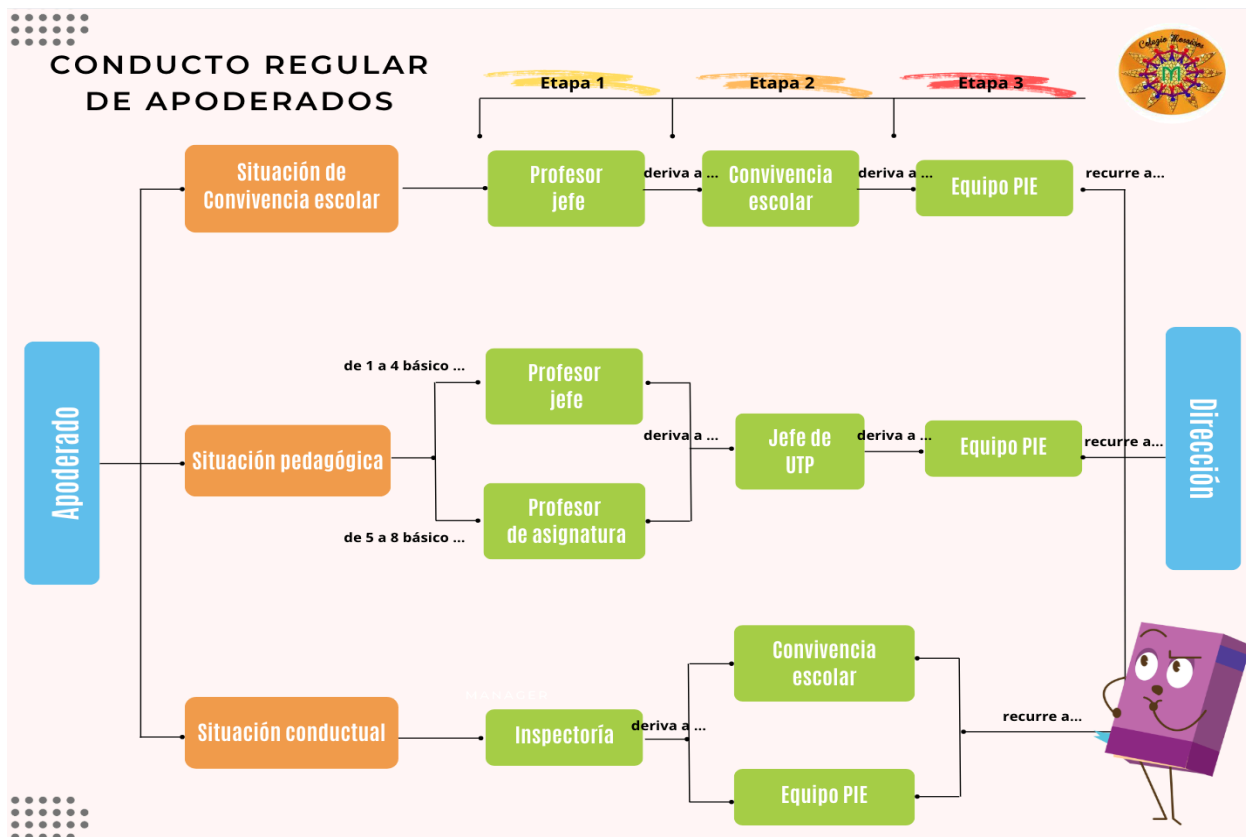 CONDUCTO REGULAR
DE APODERADOS
Etapa 1
Etapa 2
Etapa 3
Colegio Mosaicos
M
Situación de
Convivencia escolar
Profesor
jefe
deriva a ...
Convivencia
escolar
deriva a ...
Equipo PIE
recurre a...
Apoderado
Situación pedagógica
de 1 a 4 básico ...
Profesor
jefe
de 5 a 8 básico ...
Profesor
de asignatura
deriva a ...
Jefe de
UTP
deriva a ...
Equipo PIE
recurre a...
Dirección
Situación conductual
MANAGER
Inspectoría
deriva a ...
Convivencia
escolar
Equipo PIE
recurre a...